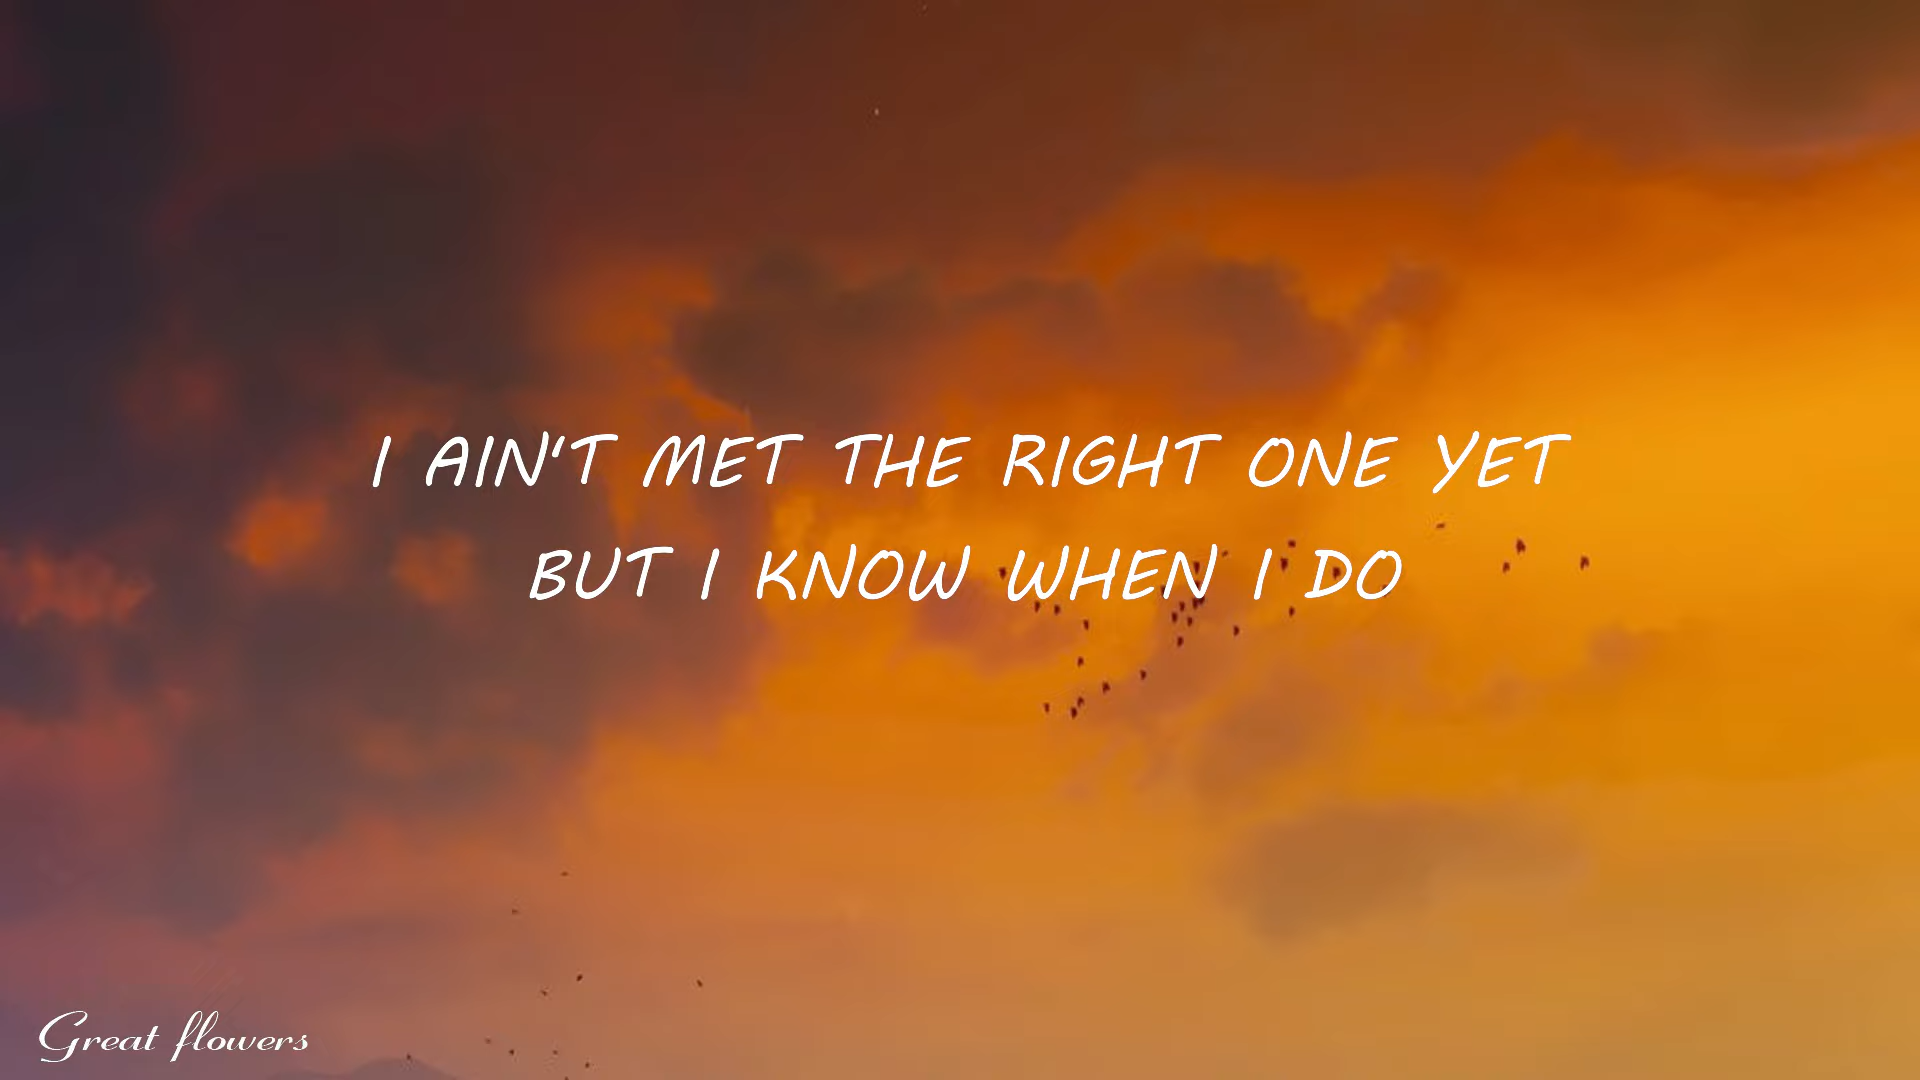 I AIN'T MET THE RIGHT ONE YET
BUT I KNOW WHEN I DO
Great flowers